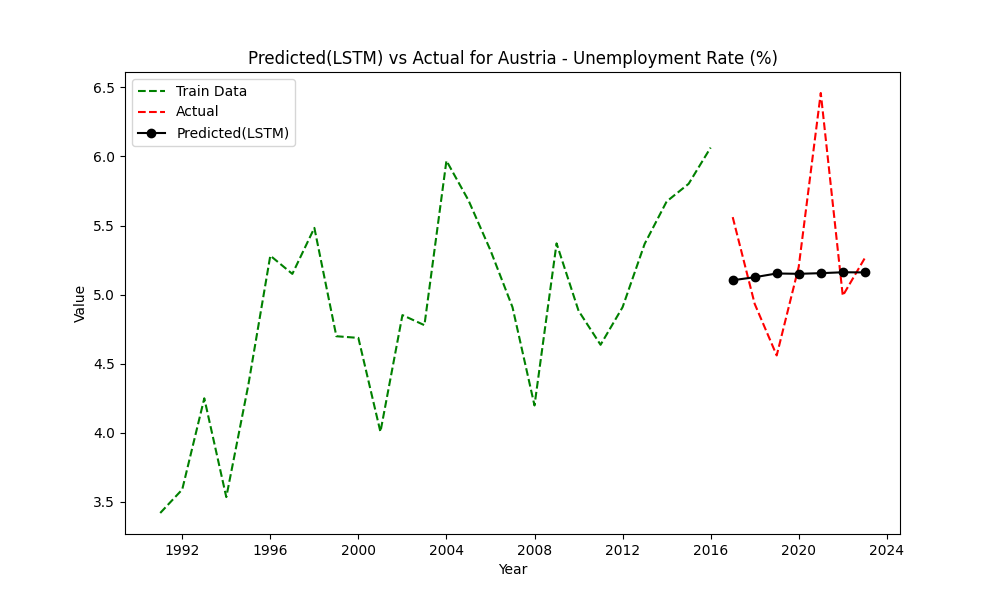 Predicted(LSTM) vs Actual for Austria - Unemployment Rate (%)
Train Data
Actual
Predicted(LSTM)
6.5
6.0
5.5
5.0
4.5
4.0
3.5
Value
1992 1996 2000 2004 2008 2012 2016 2020 2024
Year